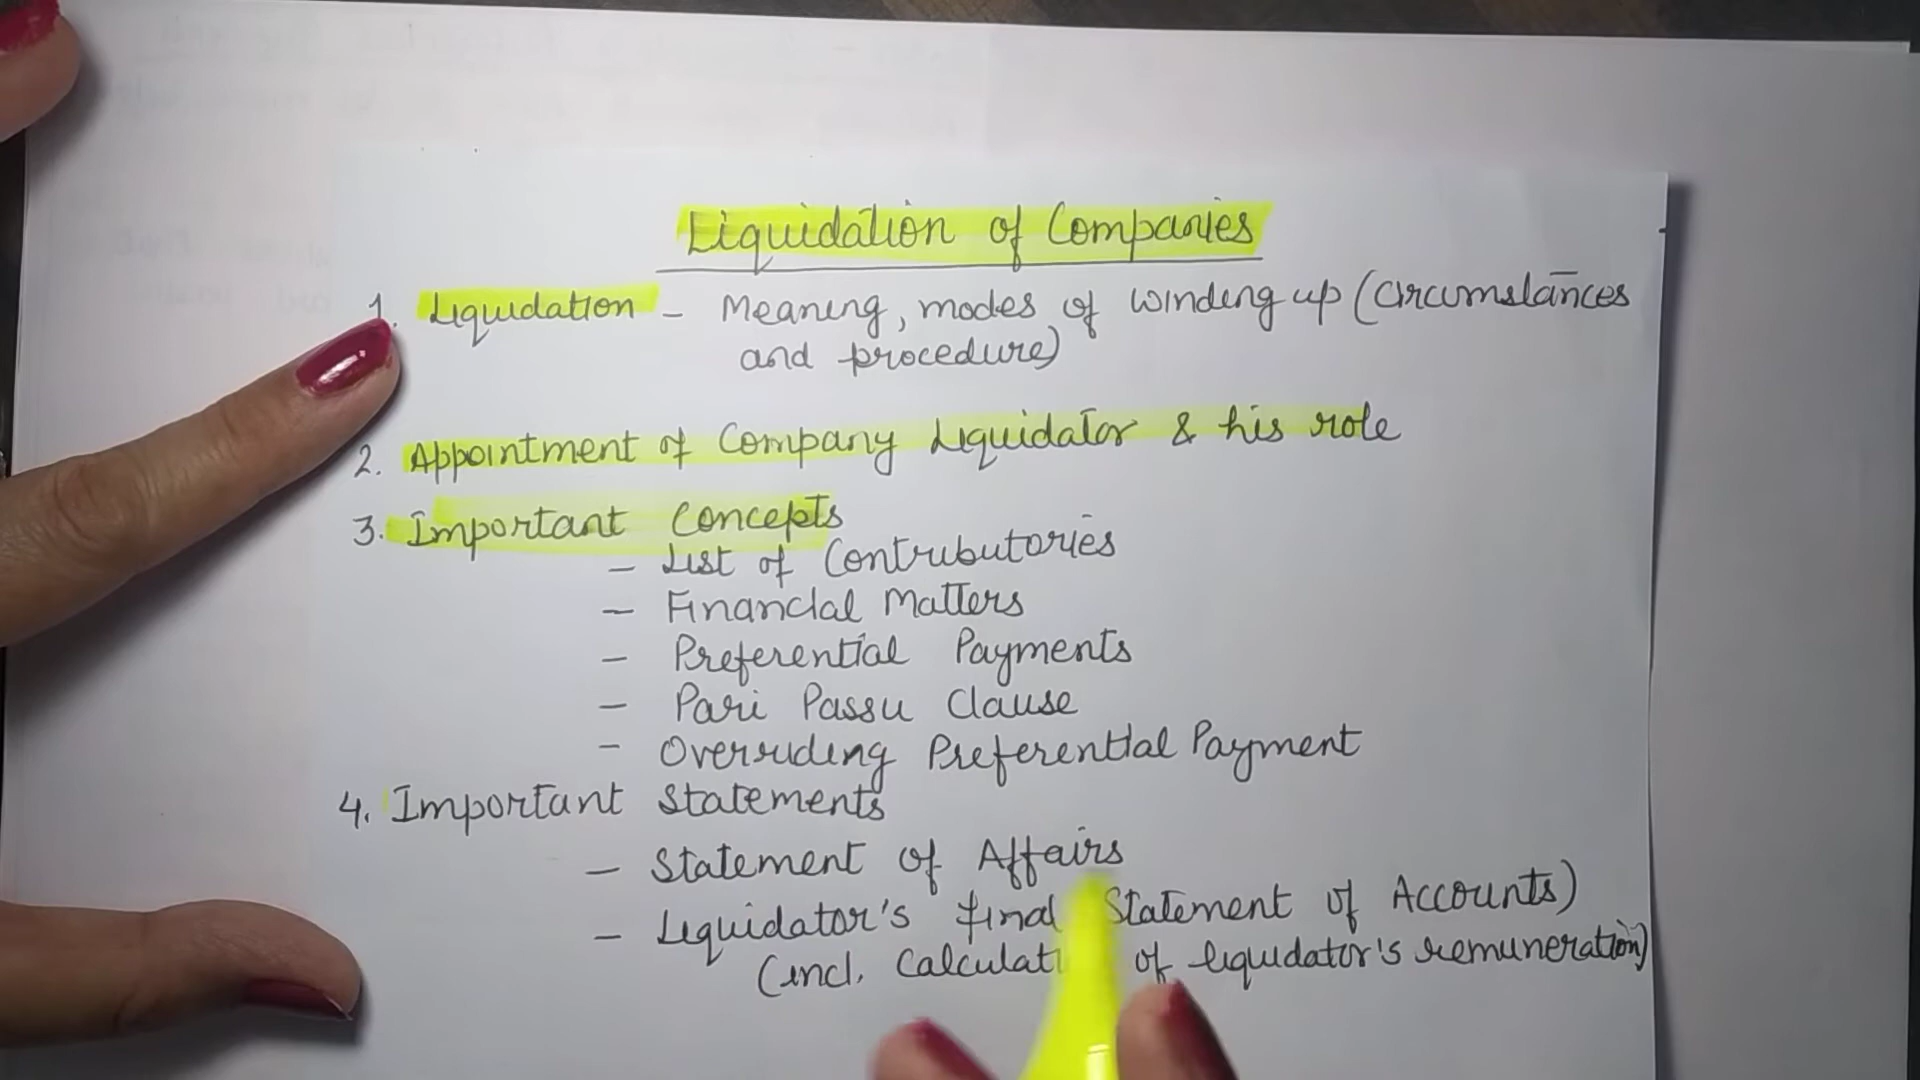 Liquidation of Companies
1. Liquidation - Meaning, modes of winding up (circumstances
and procedure)
2. Appointment of Company Liquidator & his role
3. Important Concepts
- List of Contributories
- Financial Matters
- Preferential Payments
- Pari Passu Clause
- Overriding Preferential Payment
4. Important Statements
- Statement of Affairs
- Liquidator's final Statement of Accounts)
(incl. of liquidator's remuneration)